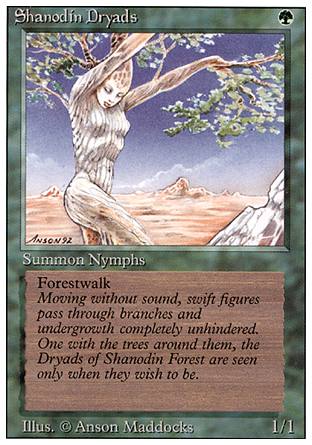 Shanodin Dryads
ANSON 92
Summon Nymphs
Forestwalk
Moving without sound, swift figures
pass through branches and
undergrowth completely unhindered.
One with the trees around them, the
Dryads of Shanodin Forest are seen
only when they wish to be.
Illus. © Anson Maddocks 1/1